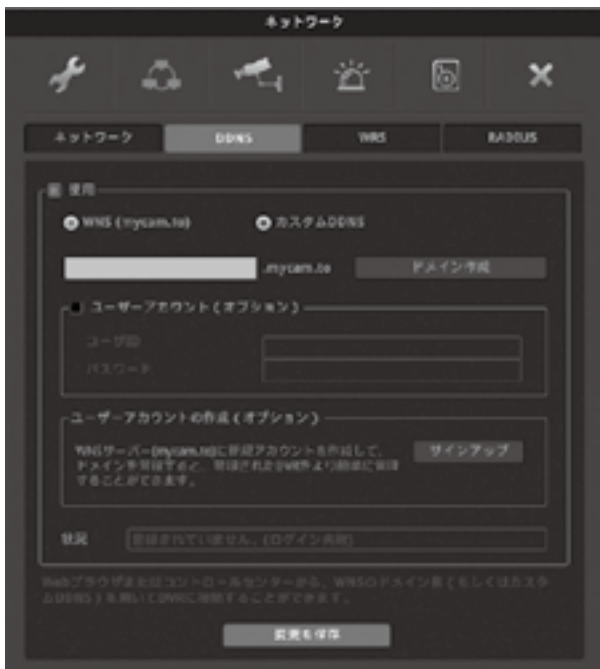 ネットワーク
ネットワーク DDNS WRS RADIUS
使用
WNS (mycam.to) カスタムDDNS
.mycam.to ドメイン作成
ユーザーアカウント(オプション)
ユーザID
パスワード
ユーザーアカウントの作成(オプション)
WNSサーバー(mycam.to)に新規アカウントを作成して、
ドメインを登録すると、登録されたDVRをより簡単に管理
することができます。
サインアップ
状況 登録されていません。(ログイン失敗)
Webブラウザまたはコントロールセンターから、WNSのドメイン名(もしくはカスタ
ムDDNS)を用いてDVRに接続することができます。
変更を保存